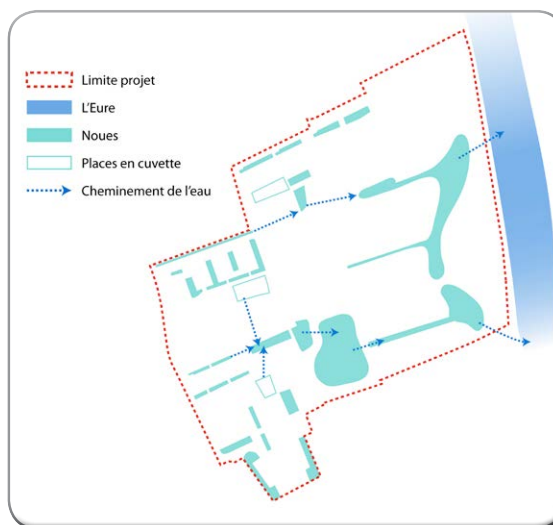 Limite projet
L'Eure
Noues
Places en cuvette
Cheminement de l'eau